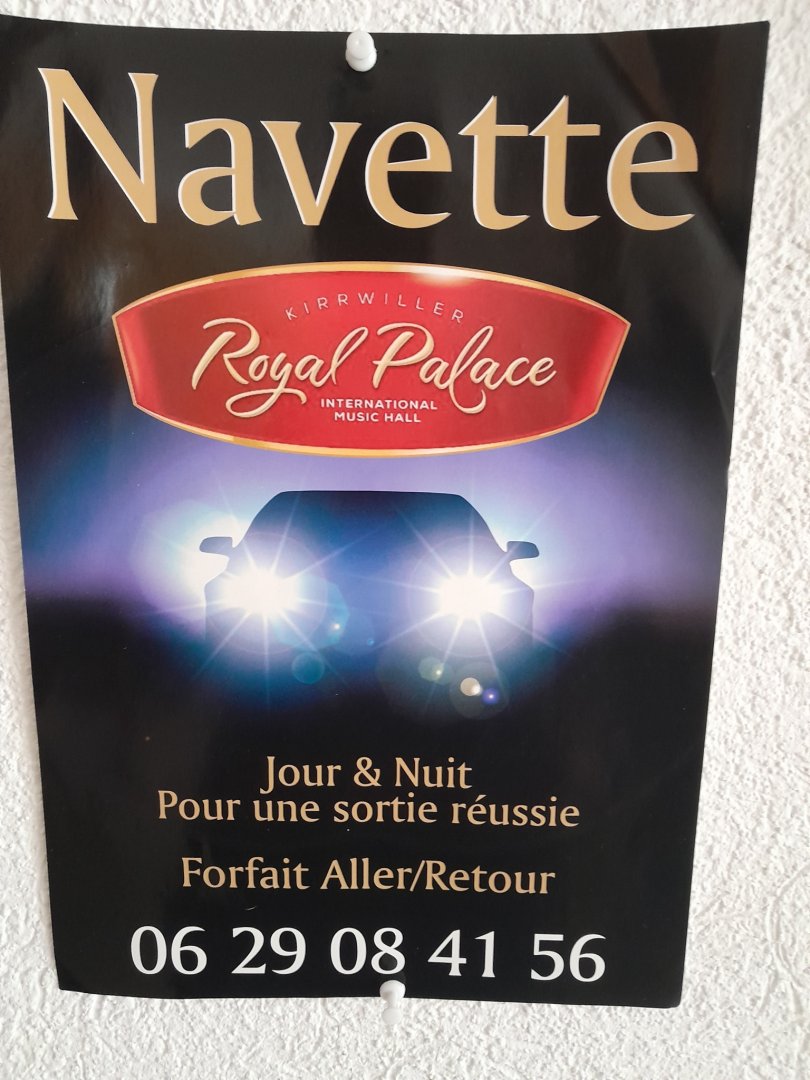 Navette
KIRRWILLER
Royal Palace
INTERNATIONAL
MUSIC HALL
Jour & Nuit
Pour une sortie réussie
Forfait Aller/Retour
06 29 08 41 56